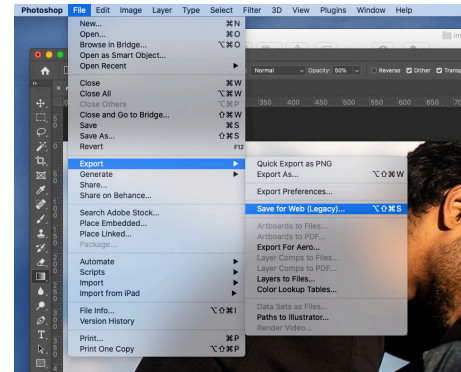 Photoshop File Edit Image Layer Type Select Filter 3D View Plugins Window Help
New... ⌘N
Open... ⌘O
Browse in Bridge... ⌥⌘O
Open as Smart Object...
Open Recent ▶
Normal Opacity: 50% Reverse Dither Transp
Close ⌘W
Close All ⌥⌘W
Close Others ⌥⌘P
Close and Go to Bridge... ⇧⌘W
Save ⌘S
Save As... ⇧⌘S
Revert F12
350 400 450 500 550 600 650 70
Export ▶
Generate ▶
Share...
Share on Behance...
Search Adobe Stock...
Place Embedded...
Place Linked...
Package...
Automate ▶
Scripts ▶
Import ▶
Import from iPad ▶
File Info... ⌥⇧⌘I
Version History
Print... ⌘P
Print One Copy ⌥⇧⌘P
Quick Export as PNG
Export As... ⌥⇧⌘W
Export Preferences...
Save for Web (Legacy)... ⌥⇧⌘S
Artboards to Files...
Artboards to PDF...
Export For Aero...
Layer Comps to Files...
Layer Comps to PDF...
Layers to Files...
Color Lookup Tables...
Data Sets as Files...
Paths to Illustrator...
Render Video...